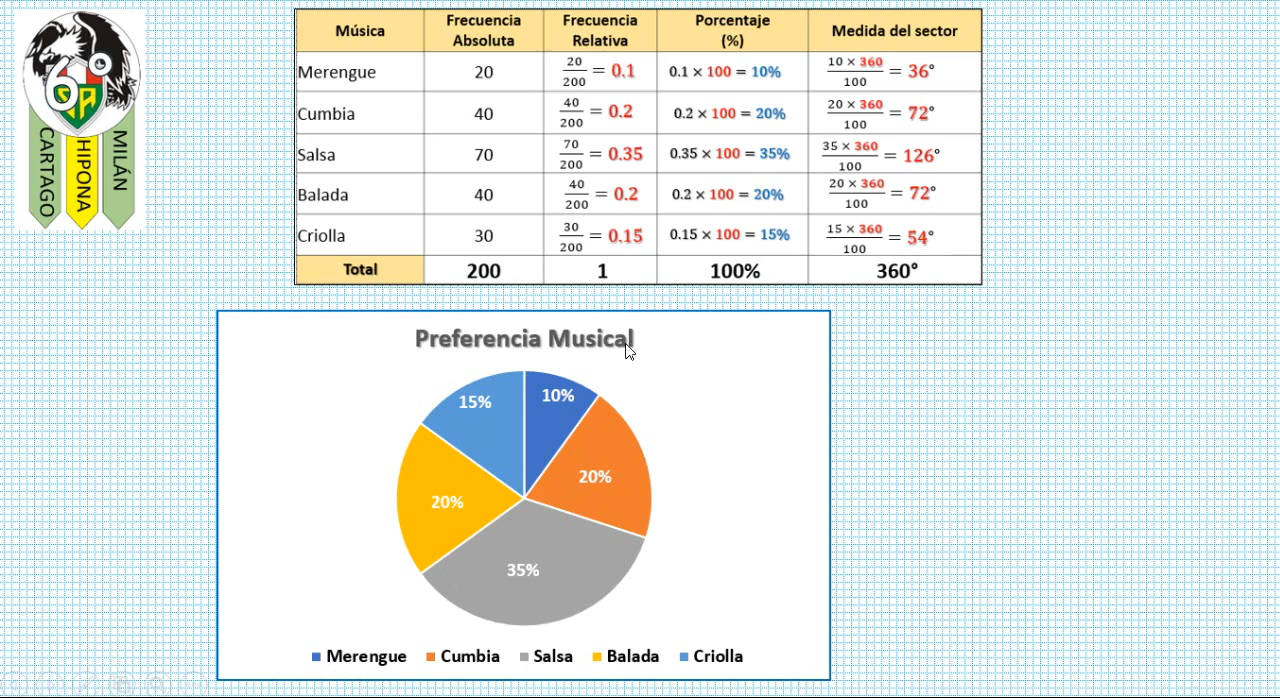 6°
SA
CARTAGO
HIPONA
MILÁN
Música Frecuencia Absoluta Frecuencia Relativa Porcentaje (%) Medida del sector
Merengue 20 20/200 = 0.1 0.1 × 100 = 10% 10 × 360/100 = 36°
Cumbia 40 40/200 = 0.2 0.2 × 100 = 20% 20 × 360/100 = 72°
Salsa 70 70/200 = 0.35 0.35 × 100 = 35% 35 × 360/100 = 126°
Balada 40 40/200 = 0.2 0.2 × 100 = 20% 20 × 360/100 = 72°
Criolla 30 30/200 = 0.15 0.15 × 100 = 15% 15 × 360/100 = 54°
Total 200 1 100% 360°
Preferencia Musical
15% 10%
20%
20%
35%
Merengue Cumbia Salsa Balada Criolla